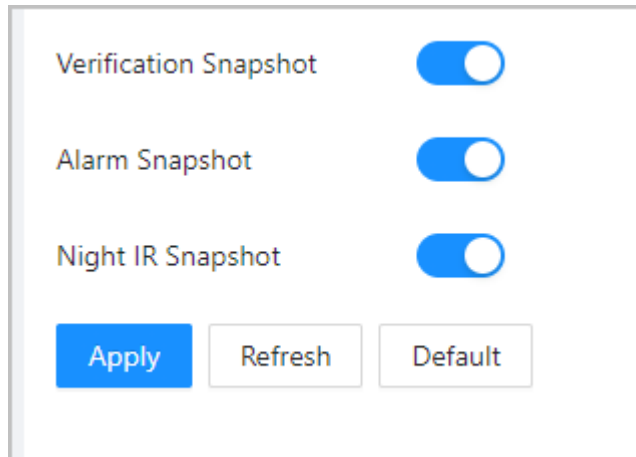 Verification Snapshot
Alarm Snapshot
Night IR Snapshot
Apply Refresh Default